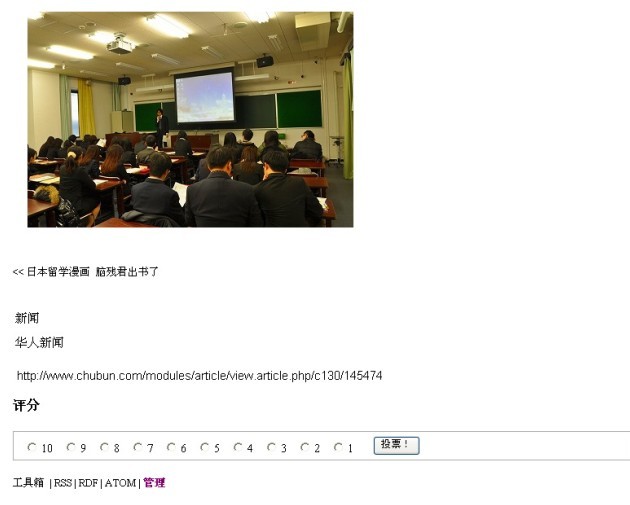 << 日本留学漫画 脑残君出书了
新闻
华人新闻
http://www.chubun.com/modules/article/view.article.php/c130/145474
评分
10 9 8 7 6 5 4 3 2 1 投票！
工具箱 | RSS | RDF | ATOM | 管理